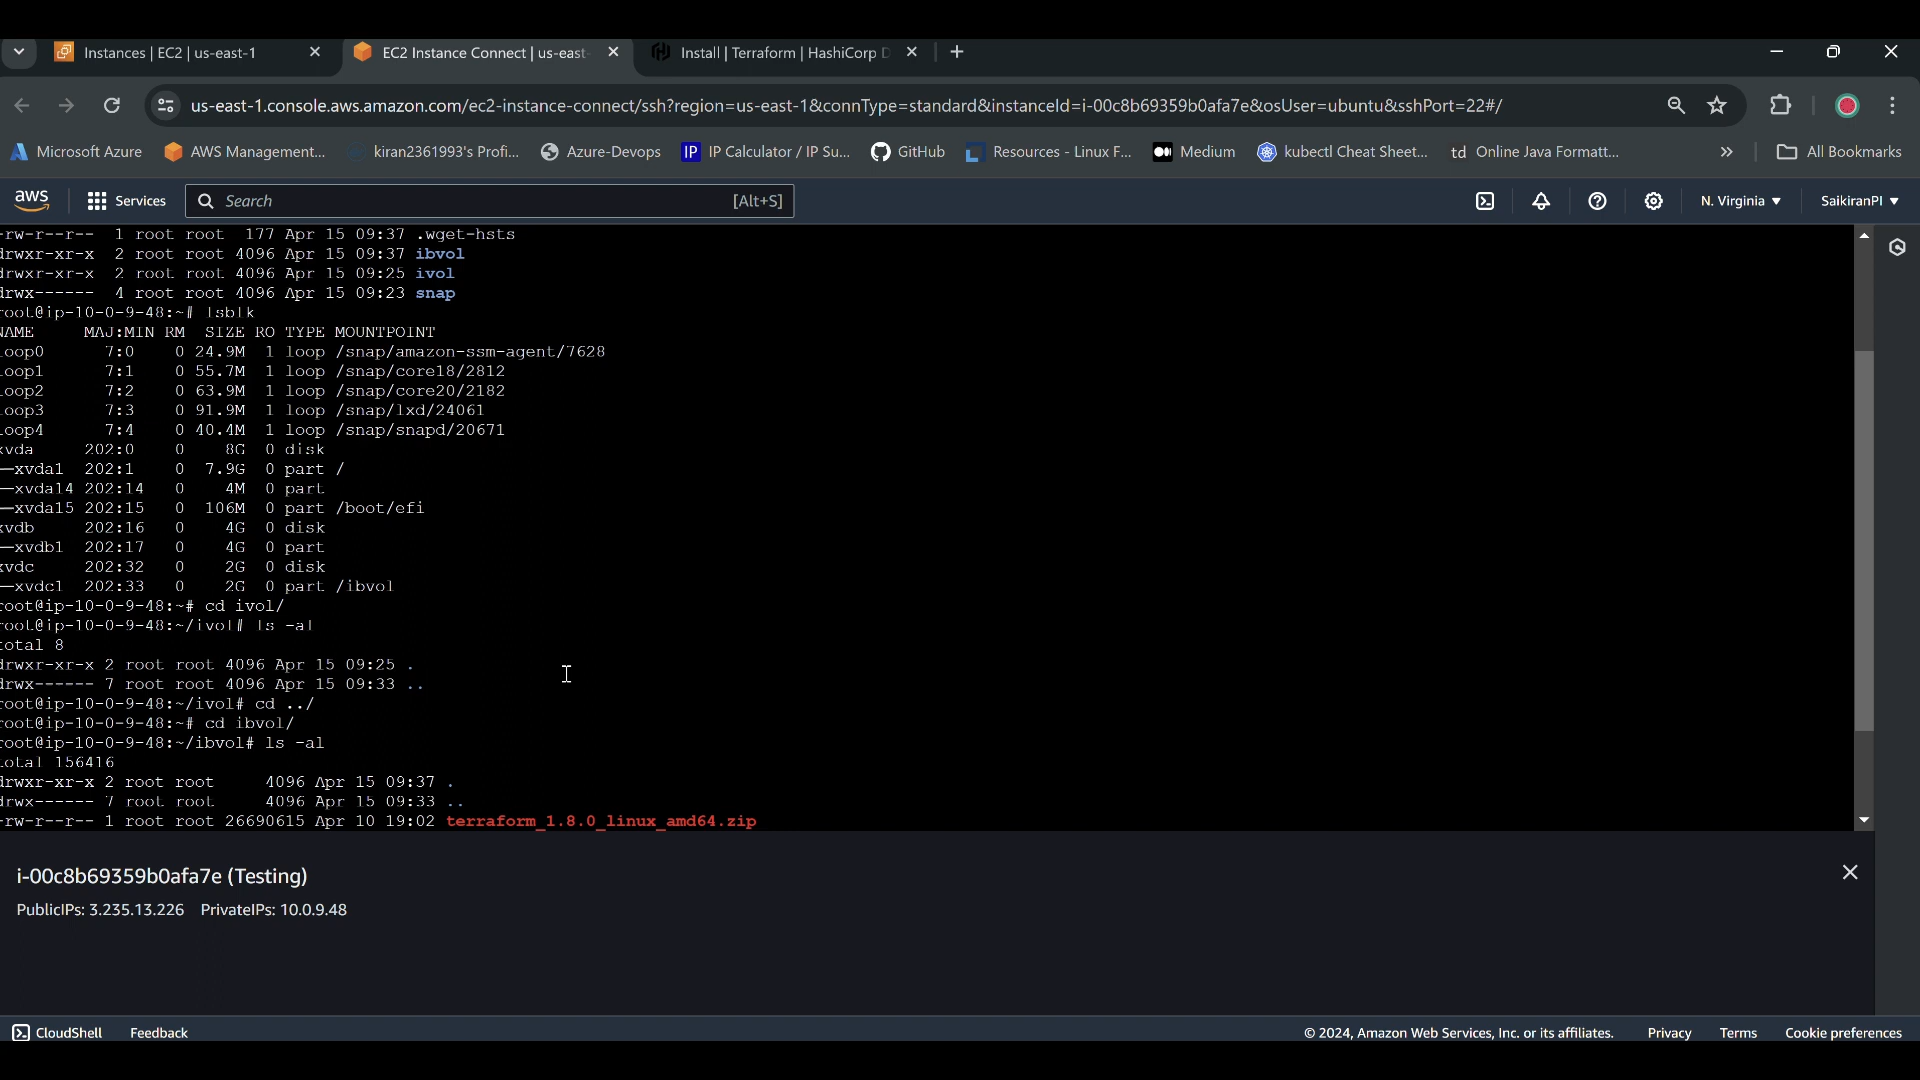 Instances | EC2 | us-east-1
EC2 Instance Connect | us-east-
Install | Terraform | HashiCorp D
us-east-1.console.aws.amazon.com/ec2-instance-connect/ssh?region=us-east-1&connType=standard&instanceId=i-00c8b69359b0afa7e&osUser=ubuntu&sshPort=22#/
Microsoft Azure
AWS Management...
kiran2361993's Profi...
Azure-Devops
IP
IP Calculator / IP Su...
GitHub
Resources - Linux F...
Medium
kubectl Cheat Sheet...
td
Online Java Formatt...
All Bookmarks
aws
Services
Search
[Alt+S]
N. Virginia
SaikiranPI
-rw-r--r-- 1 root root 177 Apr 15 09:37 .wget-hsts
drwxr-xr-x 2 root root 4096 Apr 15 09:37 ibvol
drwxr-xr-x 2 root root 4096 Apr 15 09:25 ivol
drwx------ 4 root root 4096 Apr 15 09:23 snap
root@ip-10-0-9-48:~# lsblk
NAME MAJ:MIN RM SIZE RO TYPE MOUNTPOINT
loop0 7:0 0 24.9M 1 loop /snap/amazon-ssm-agent/7628
loop1 7:1 0 55.7M 1 loop /snap/core18/2812
loop2 7:2 0 63.9M 1 loop /snap/core20/2182
loop3 7:3 0 91.9M 1 loop /snap/lxd/24061
loop4 7:4 0 40.4M 1 loop /snap/snapd/20671
xvda 202:0 0 8G 0 disk
─xvda1 202:1 0 7.9G 0 part /
─xvda14 202:14 0 4M 0 part
─xvda15 202:15 0 106M 0 part /boot/efi
xvdb 202:16 0 4G 0 disk
─xvdb1 202:17 0 4G 0 part
xvdc 202:32 0 2G 0 disk
─xvdc1 202:33 0 2G 0 part /ibvol
root@ip-10-0-9-48:~# cd ivol/
root@ip-10-0-9-48:~/ivol# ls -al
total 8
drwxr-xr-x 2 root root 4096 Apr 15 09:25 .
drwx------ 7 root root 4096 Apr 15 09:33 ..
root@ip-10-0-9-48:~/ivol# cd ../
root@ip-10-0-9-48:~# cd ibvol/
root@ip-10-0-9-48:~/ibvol# ls -al
total 156416
drwxr-xr-x 2 root root 4096 Apr 15 09:37 .
drwx------ 7 root root 4096 Apr 15 09:33 ..
-rw-r--r-- 1 root root 26690615 Apr 10 19:02 terraform_1.8.0_linux_amd64.zip
i-00c8b69359b0afa7e (Testing)
PublicIPs: 3.235.13.226 PrivateIPs: 10.0.9.48
CloudShell
Feedback
© 2024, Amazon Web Services, Inc. or its affiliates.
Privacy
Terms
Cookie preferences